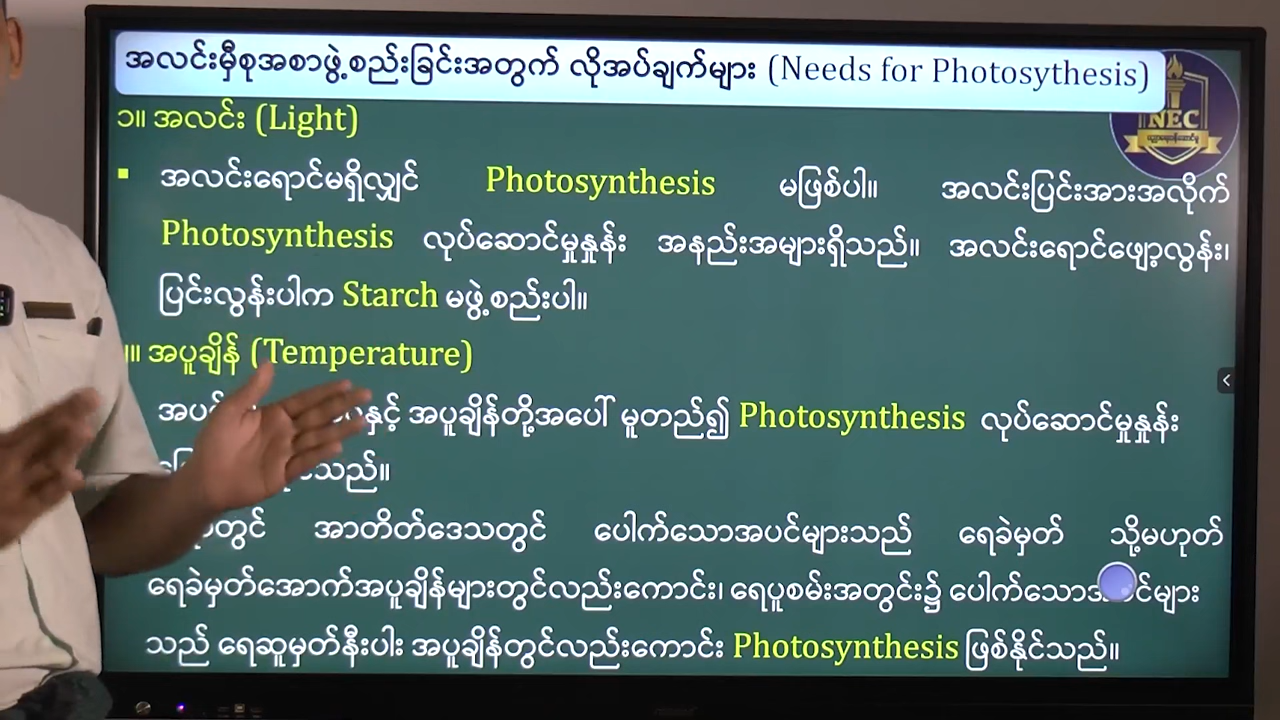 အလင်းမှီစုအစာဖွဲ့စည်းခြင်းအတွက် လိုအပ်ချက်များ (Needs for Photosythesis)
NEC
၁။ အလင်း (Light)
အလင်းရောင်မရှိလျှင် Photosynthesis မဖြစ်ပါ။ အလင်းပြင်းအားအလိုက်
Photosynthesis လုပ်ဆောင်မှုနှုန်း အနည်းအများရှိသည်။ အလင်းရောင်ဖျော့လွန်း၊
ပြင်းလွန်းပါက Starch မဖွဲ့စည်းပါ။
။ အပူချိန် (Temperature)
နှင့် အပူချိန်တို့အပေါ် မူတည်၍ Photosynthesis လုပ်ဆောင်မှုနှုန်း
သည်။
တွင် အာတိတ်ဒေသတွင် ပေါက်သောအပင်များသည် ရေခဲမှတ် သို့မဟုတ်
ရေခဲမှတ်အောက်အပူချိန်များတွင်လည်းကောင်း၊ ရေပူစမ်းအတွင်း၌ ပေါက်သောအပင်များ
သည် ရေဆူမှတ်နီးပါး အပူချိန်တွင်လည်းကောင်း Photosynthesis ဖြစ်နိုင်သည်။